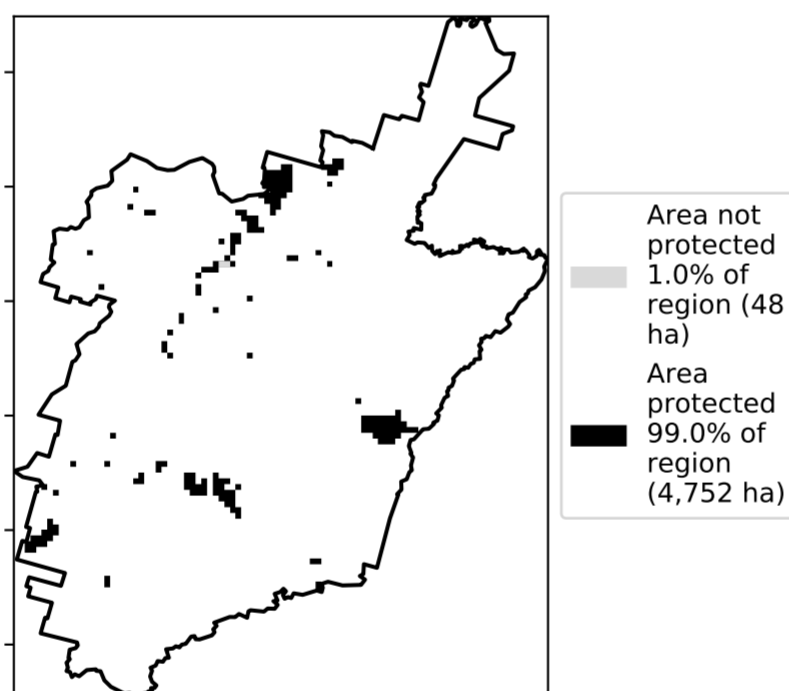 Area not
protected
1.0% of
region (48
ha)
Area
protected
99.0% of
region
(4,752 ha)